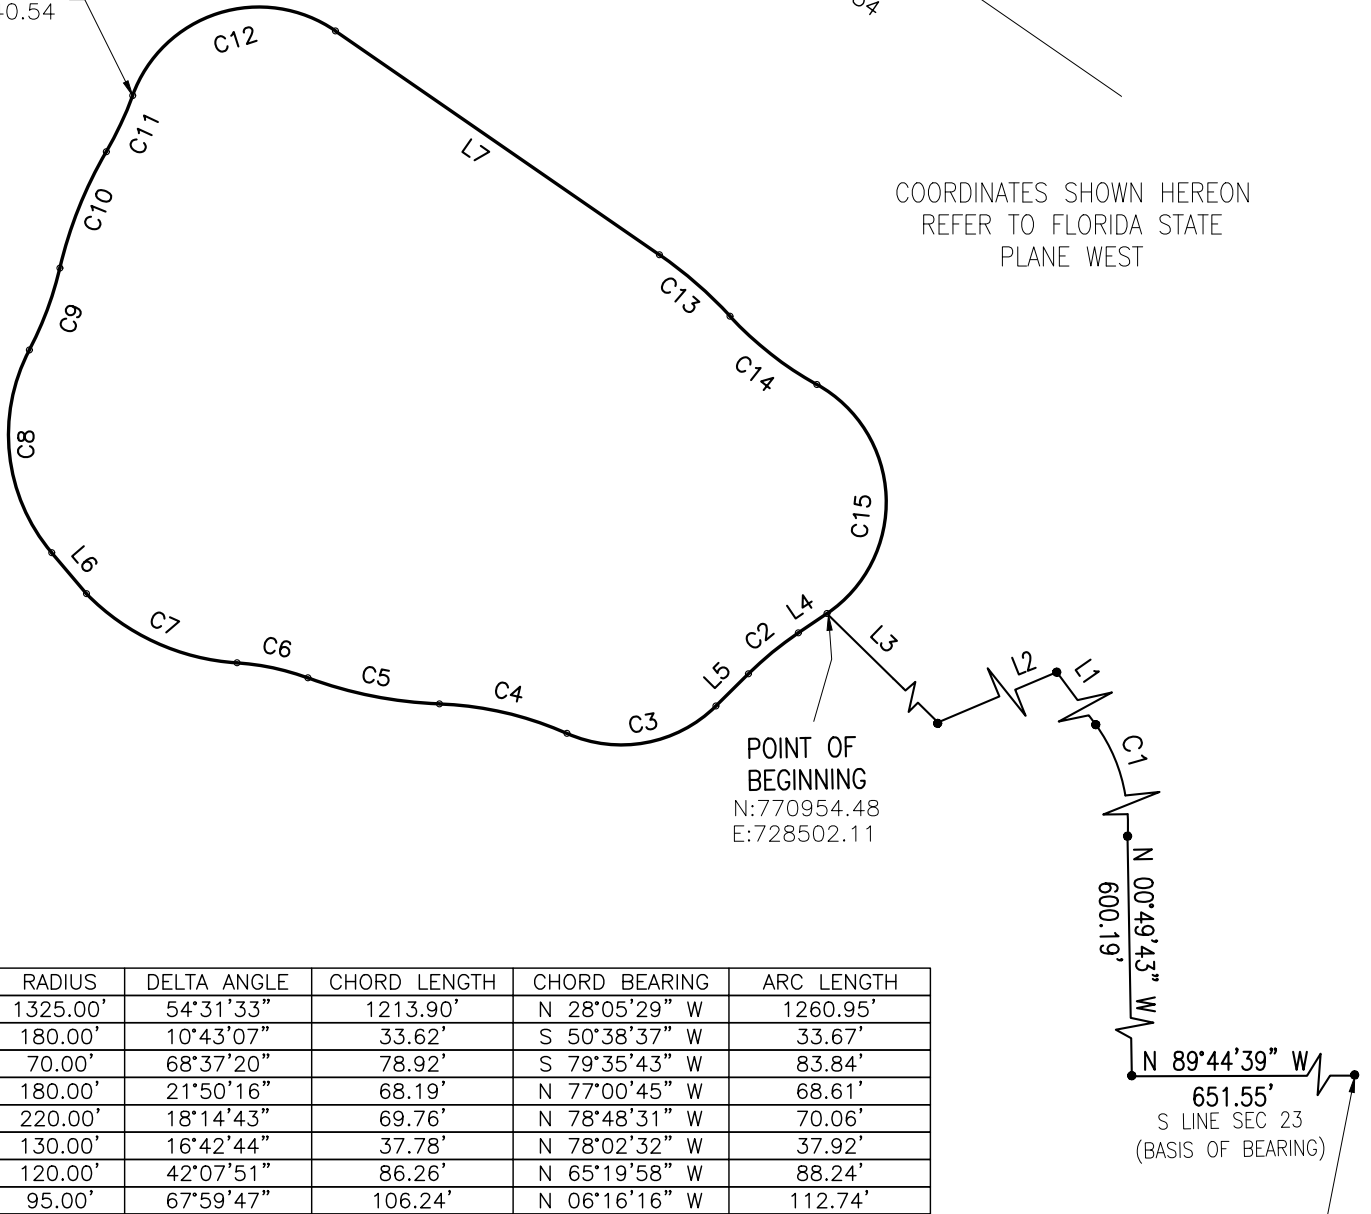 -0.54
54
C12
C11
C10
C9
C8
L6
C7
C6
C5
C4
C3
L5
C2
L4
C15
C14
C13
L7
COORDINATES SHOWN HEREON
REFER TO FLORIDA STATE
PLANE WEST
L3
L2
L1
C1
POINT OF
BEGINNING
N:770954.48
E:728502.11
N 00°49'43" W
600.19'
N 89°44'39" W
651.55'
S LINE SEC 23
(BASIS OF BEARING)
RADIUS DELTA ANGLE CHORD LENGTH CHORD BEARING ARC LENGTH
1325.00' 54°31'33" 1213.90' N 28°05'29" W 1260.95'
180.00' 10°43'07" 33.62' S 50°38'37" W 33.67'
70.00' 68°37'20" 78.92' S 79°35'43" W 83.84'
180.00' 21°50'16" 68.19' N 77°00'45" W 68.61'
220.00' 18°14'43" 69.76' N 78°48'31" W 70.06'
130.00' 16°42'44" 37.78' N 78°02'32" W 37.92'
120.00' 42°07'51" 86.26' N 65°19'58" W 88.24'
95.00' 67°59'47" 106.24' N 06°16'16" W 112.74'